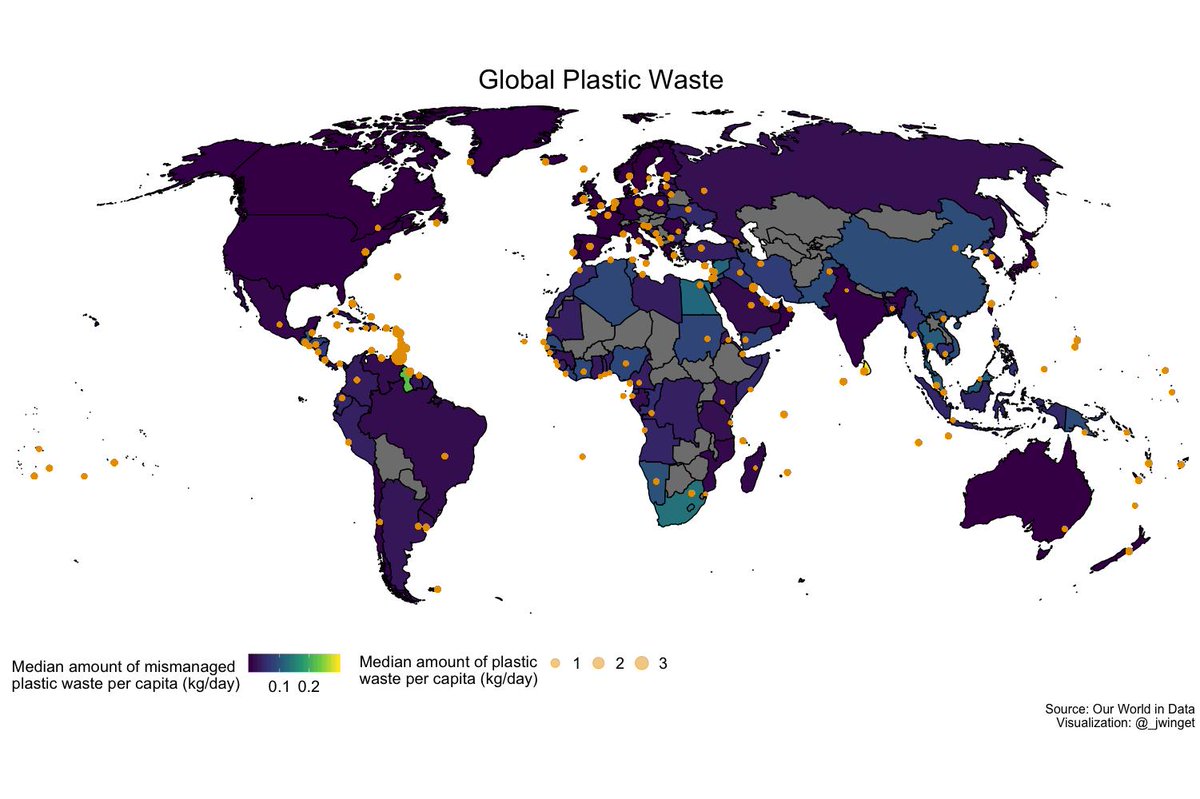 Global Plastic Waste
Median amount of mismanaged
plastic waste per capita (kg/day)
0.1 0.2
Median amount of plastic
waste per capita (kg/day)
1 2 3
Source: Our World in Data
Visualization: @_jwinget